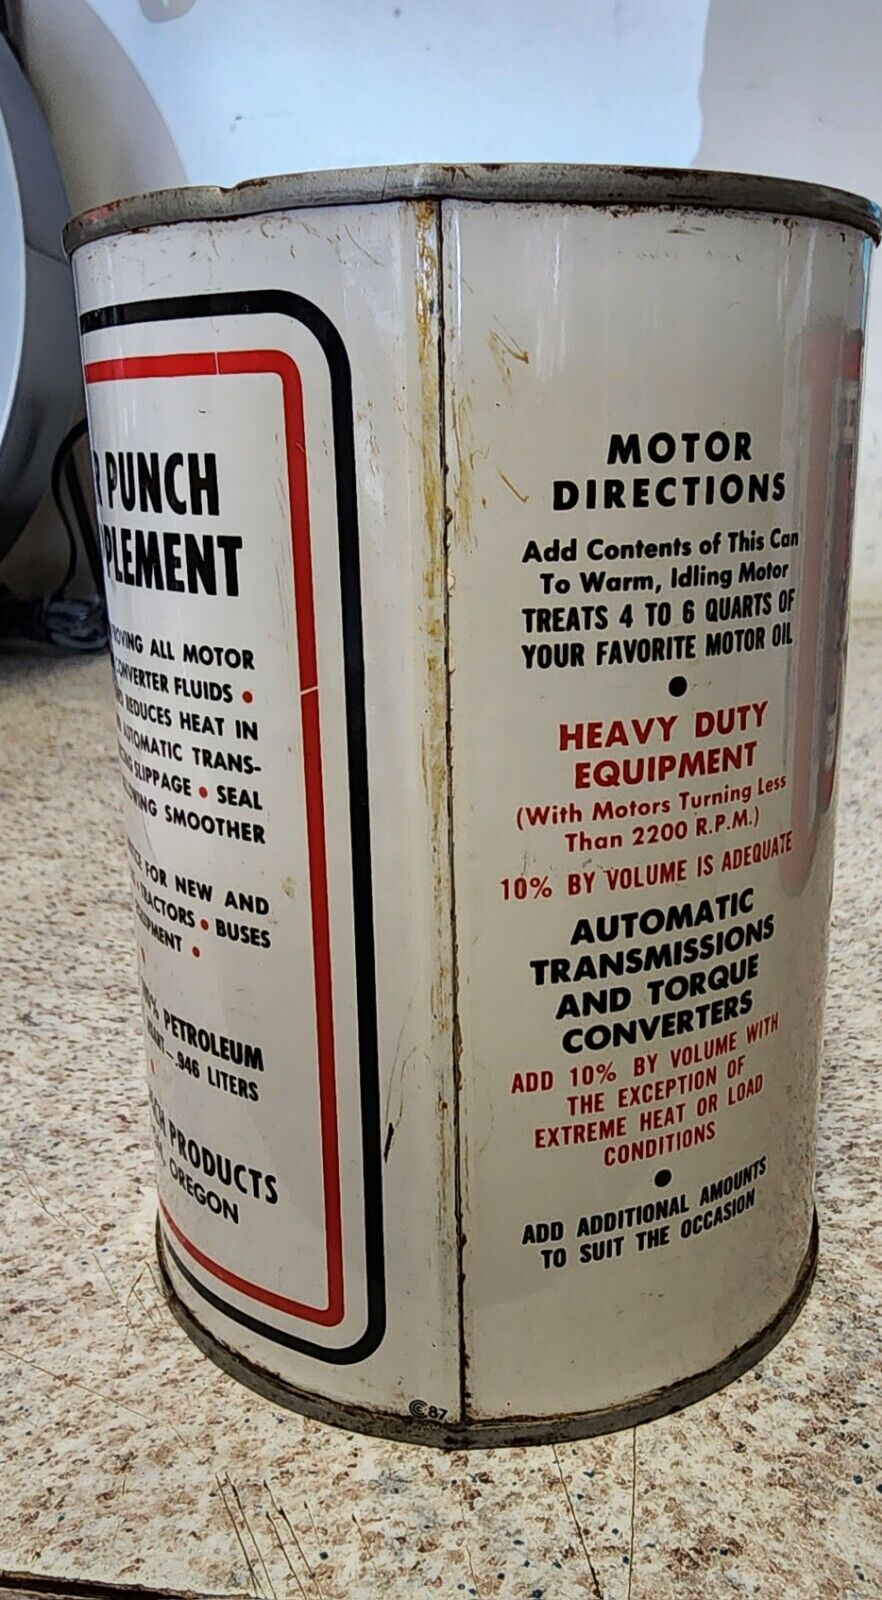 PUNCH
PLEMENT
ALL MOTOR
CONVERTER FLUIDS •
REDUCES HEAT IN
AUTOMATIC TRANS-
SLIPPAGE • SEAL
SMOOTHER
FOR NEW AND
TRACTORS • BUSES
•
PETROLEUM
.946 LITERS
PRODUCTS
OREGON
CCC 87
MOTOR
DIRECTIONS
Add Contents of This Can
To Warm, Idling Motor
TREATS 4 TO 6 QUARTS OF
YOUR FAVORITE MOTOR OIL
•
HEAVY DUTY
EQUIPMENT
(With Motors Turning Less
Than 2200 R.P.M.)
10% BY VOLUME IS ADEQUATE
AUTOMATIC
TRANSMISSIONS
AND TORQUE
CONVERTERS
ADD 10% BY VOLUME WITH
THE EXCEPTION OF
EXTREME HEAT OR LOAD
CONDITIONS
•
ADD ADDITIONAL AMOUNTS
TO SUIT THE OCCASION